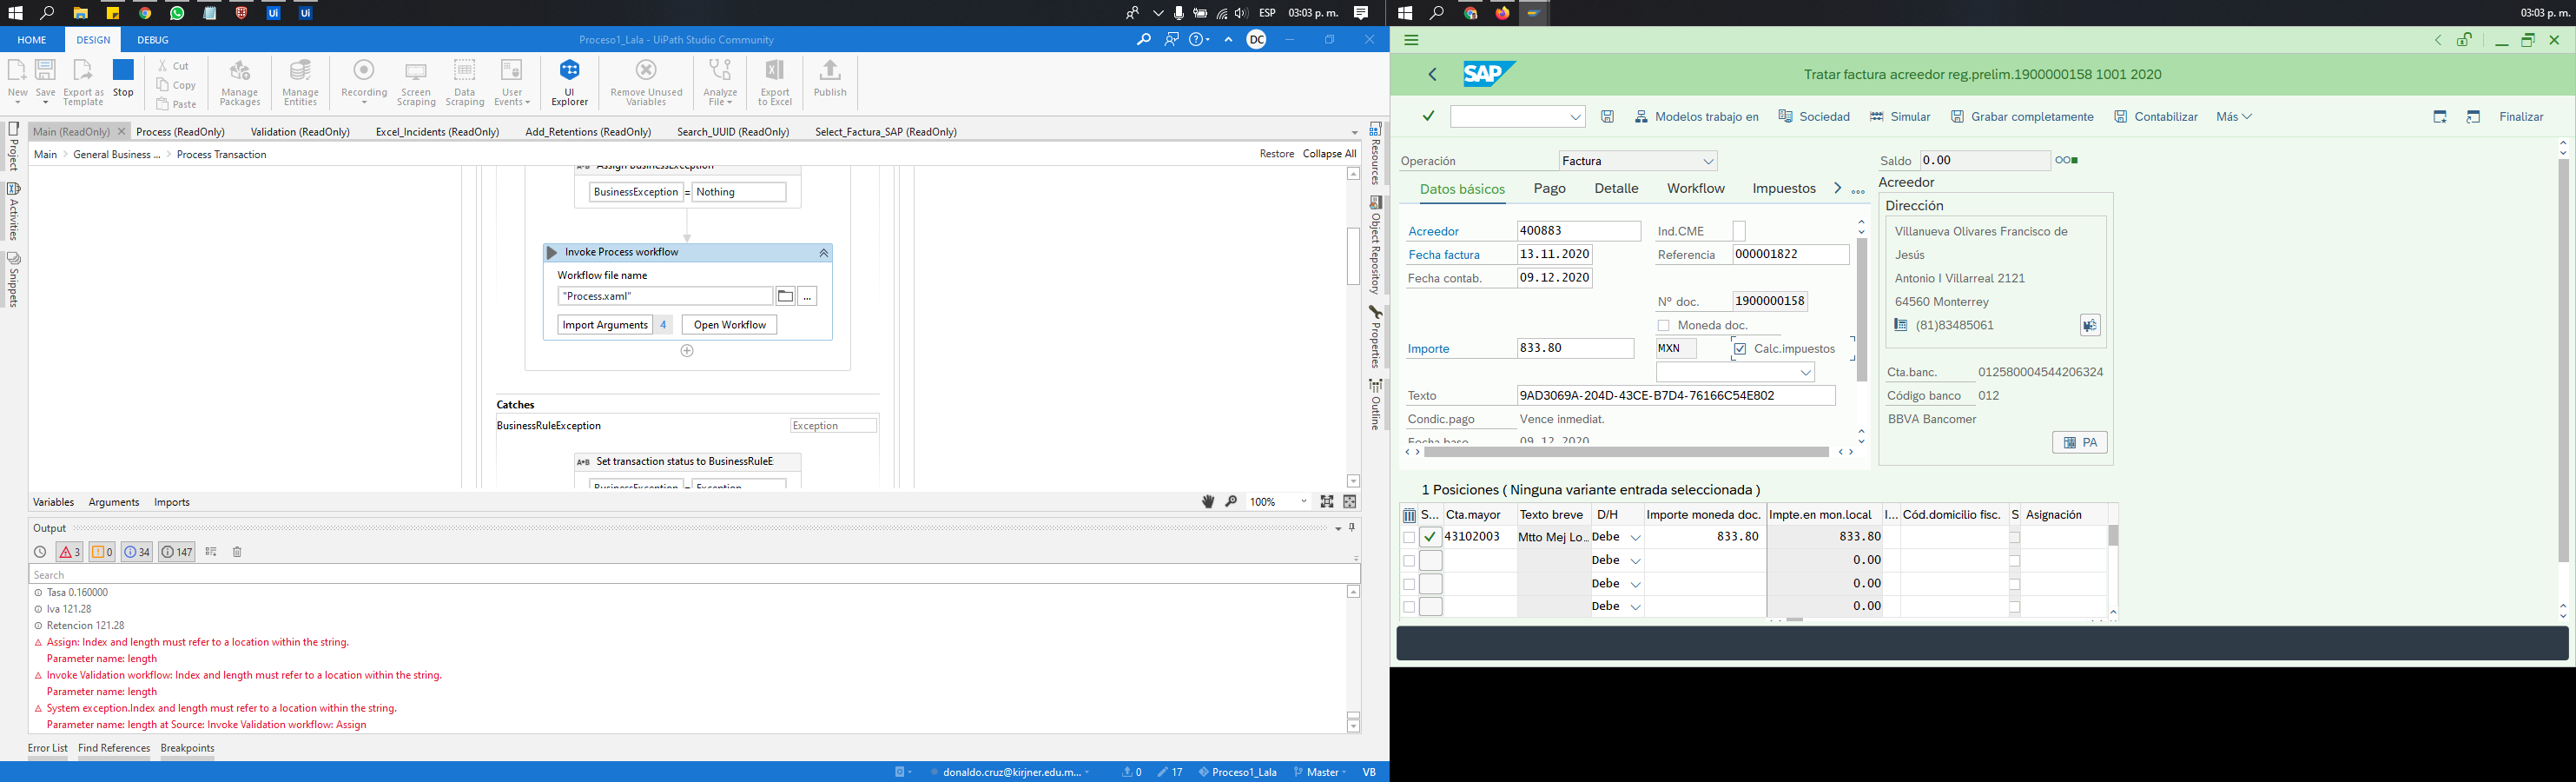 ESP 03:03 p. m.
03:03 p. m.
HOME DESIGN DEBUG
Proceso1_Lala - UiPath Studio Community
DC
New Save Export as Template Stop
Cut
Copy
Paste
Manage Packages
Manage Entities
Recording
Screen Scraping
Data Scraping
User Events
UI Explorer
Remove Unused Variables
Analyze File
Export to Excel
Publish
Main (ReadOnly) Process (ReadOnly) Validation (ReadOnly) Excel_Incidents (ReadOnly) Add_Retentions (ReadOnly) Search_UUID (ReadOnly) Select_Factura_SAP (ReadOnly)
Main > General Business ... > Process Transaction
Restore Collapse All
Project
Activities
Snippets
Resources
Object Repository
Properties
Outline
A+B Assign BusinessException
BusinessException = Nothing
Invoke Process workflow
Workflow file name
"Process.xaml" ...
Import Arguments 4 Open Workflow
Catches
BusinessRuleException Exception
A+B Set transaction status to BusinessRuleE
BusinessException = Exception
Variables Arguments Imports
100%
Output
3 0 34 147
Search
Tasa 0.160000
Iva 121.28
Retencion 121.28
Assign: Index and length must refer to a location within the string.
Parameter name: length
Invoke Validation workflow: Index and length must refer to a location within the string.
Parameter name: length
System exception.Index and length must refer to a location within the string.
Parameter name: length at Source: Invoke Validation workflow: Assign
Error List Find References Breakpoints
donaldo.cruz@kirjner.edu.m... 0 17 Proceso1_Lala Master VB
SAP
Tratar factura acreedor reg.prelim.1900000158 1001 2020
Modelos trabajo en Sociedad Simular Grabar completamente Contabilizar Más Finalizar
Operación Factura
Saldo 0.00
Datos básicos Pago Detalle Workflow Impuestos
Acreedor
Dirección
Acreedor 400883 Ind.CME
Fecha factura 13.11.2020 Referencia 000001822
Fecha contab. 09.12.2020
Nº doc. 1900000158
Moneda doc.
Importe 833.80 MXN Calc.impuestos
Texto 9AD3069A-204D-43CE-B7D4-76166C54E802
Condic.pago Vence inmediat.
Fecha base 09.12.2020
Villanueva Olivares Francisco de
Jesús
Antonio I Villarreal 2121
64560 Monterrey
(81)83485061
Cta.banc. 012580004544206324
Código banco 012
BBVA Bancomer
PA
1 Posiciones ( Ninguna variante entrada seleccionada )
S... Cta.mayor Texto breve D/H Importe moneda doc. Impte.en mon.local I... Cód.domicilio fisc. S Asignación
43102003 Mtto Mej Lo... Debe 833.80 833.80
Debe 0.00
Debe 0.00
Debe 0.00